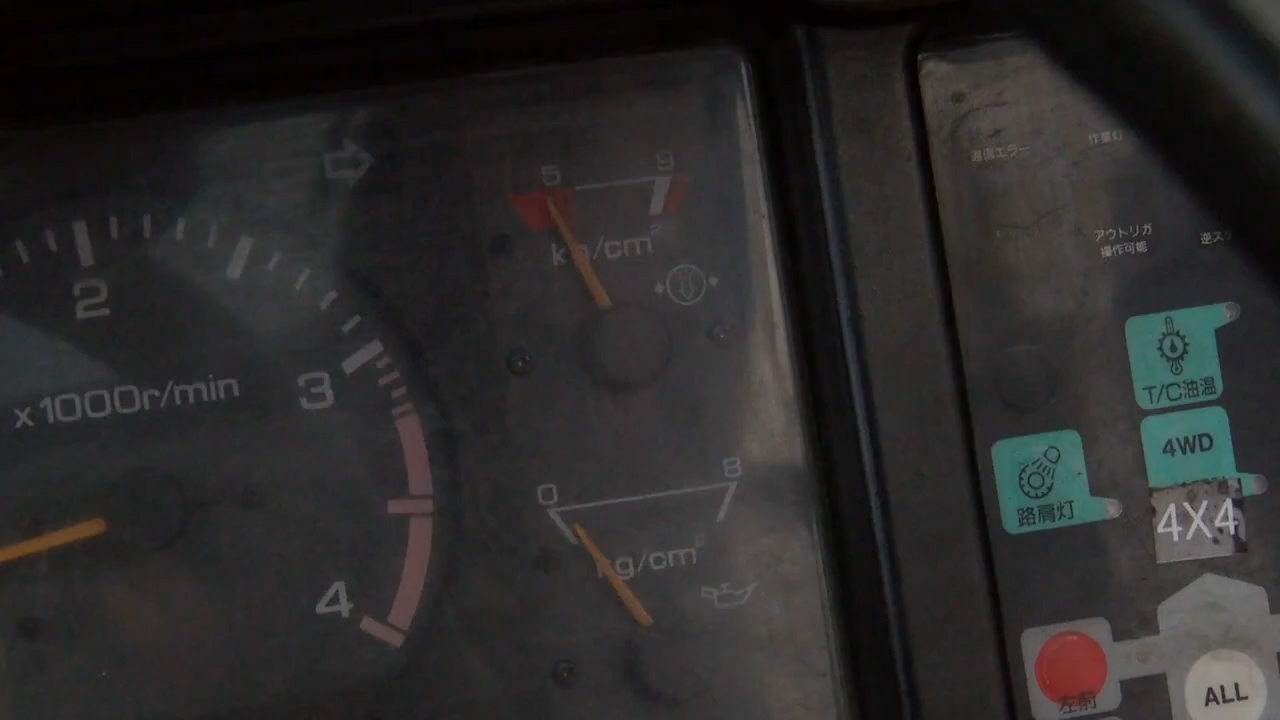 5 9
kg/cm²
2
3
x1000r/min
4
0 8
kg/cm²
通信エラー
作業灯
アウトリガ
操作可能
T/C油温
4WD
路肩灯
4X4
左前
ALL